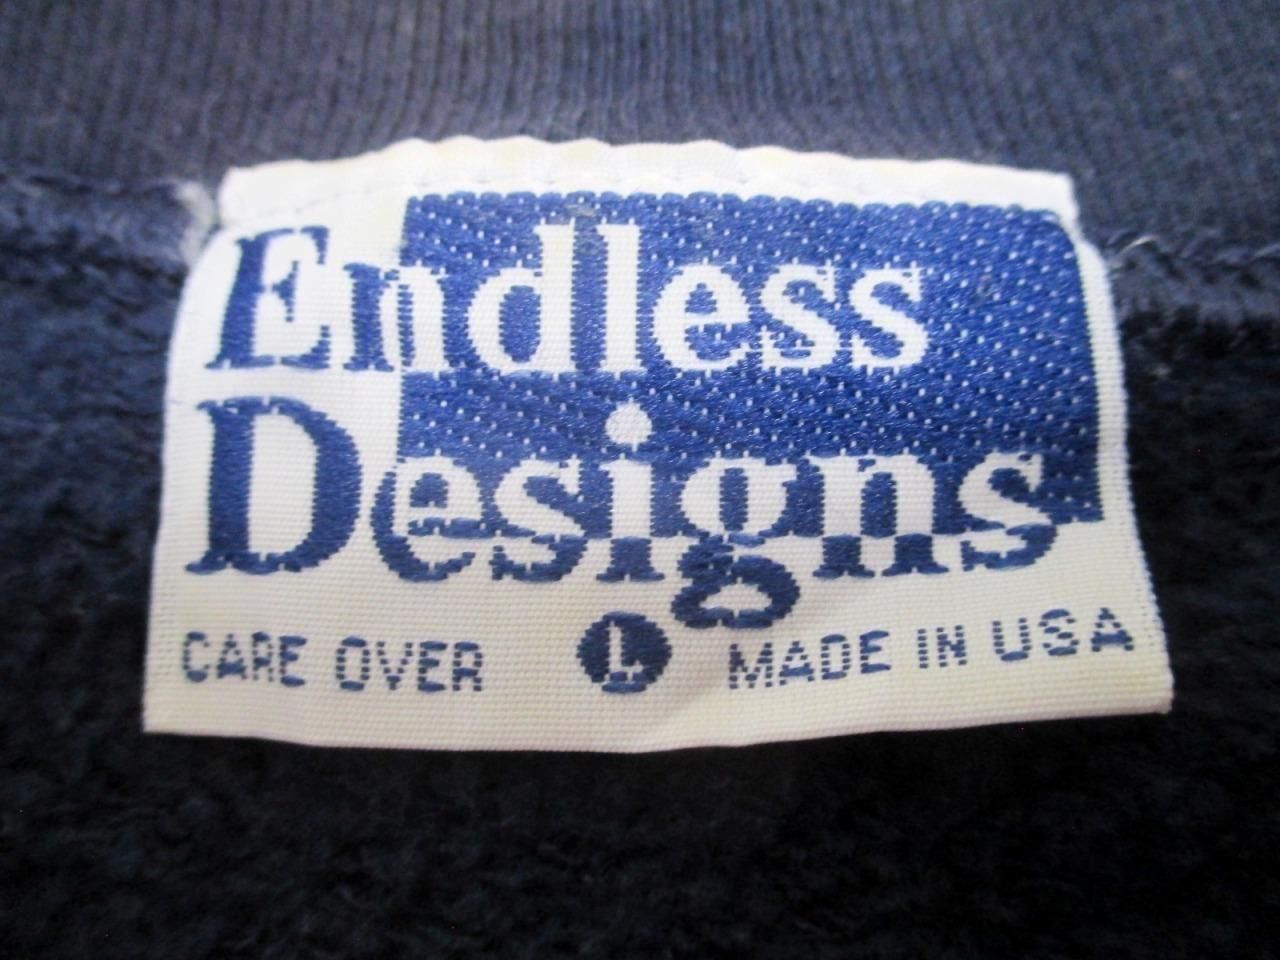 Endless
Designs
CARE OVER L MADE IN USA